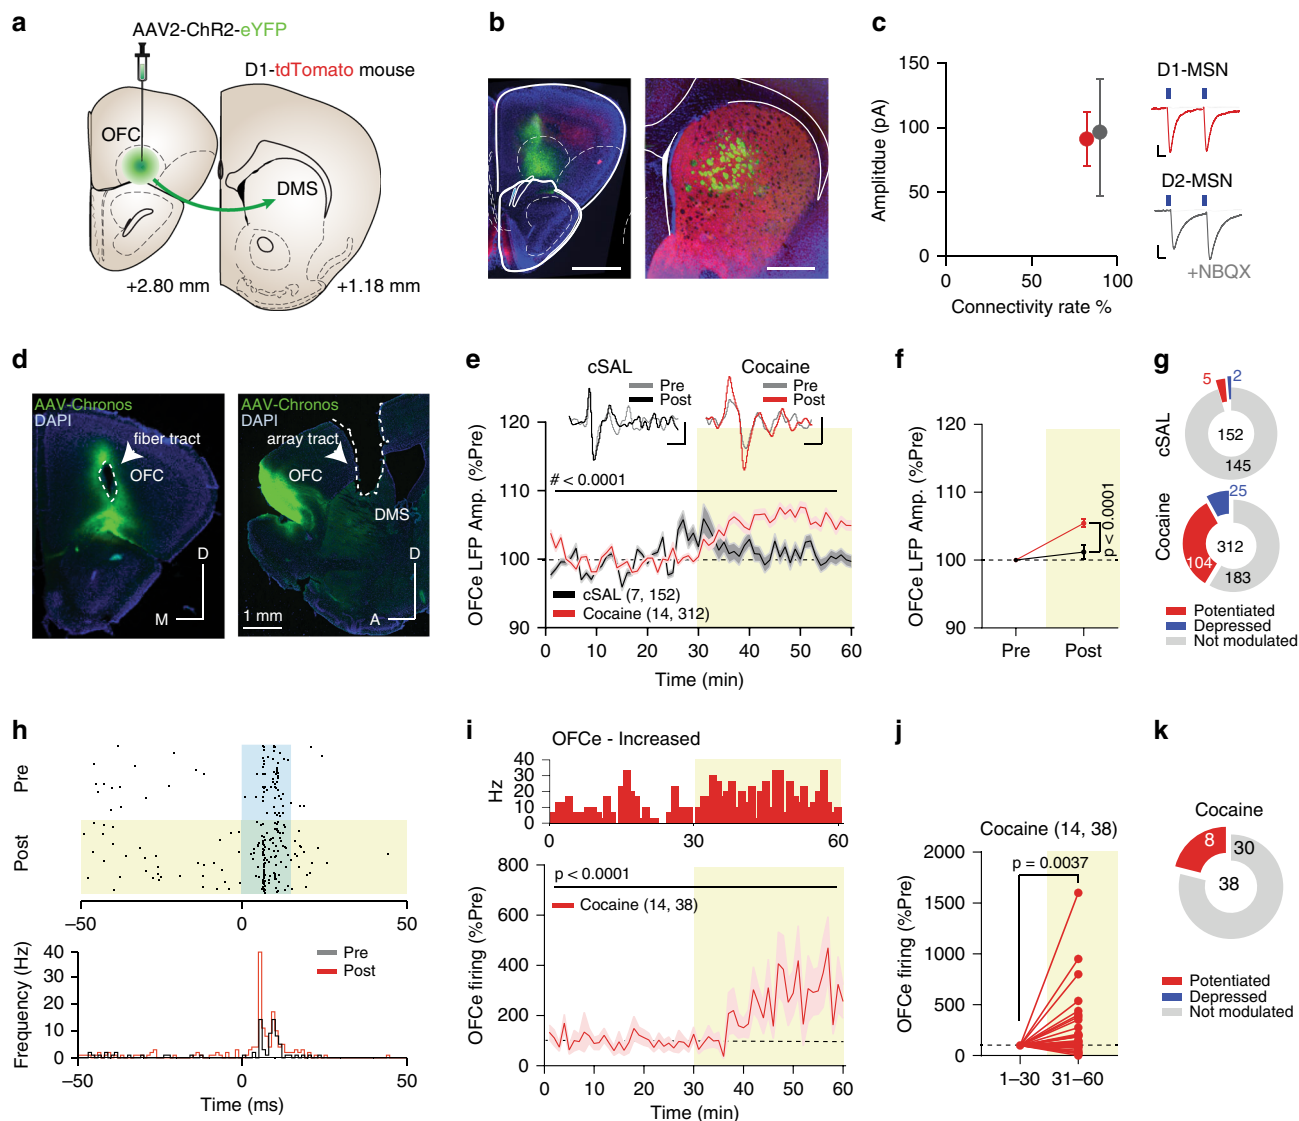 a
AAV2-ChR2-eYFP
D1-tdTomato mouse
OFC
DMS
+2.80 mm
+1.18 mm
b
c
150
100
50
0
Amplitdue (pA)
0
50
100
Connectivity rate %
D1-MSN
D2-MSN
+NBQX
d
AAV-Chronos
DAPI
fiber tract
OFC
D
M
AAV-Chronos
DAPI
array tract
OFC
DMS
D
A
1 mm
e
cSAL
Pre
Post
Cocaine
Pre
Post
120
110
100
90
OFCe LFP Amp. (%Pre)
# < 0.0001
cSAL (7, 152)
Cocaine (14, 312)
0
10
20
30
40
50
60
Time (min)
f
120
110
100
90
OFCe LFP Amp. (%Pre)
p < 0.0001
Pre
Post
g
cSAL
5
2
152
145
Cocaine
25
312
104
183
Potentiated
Depressed
Not modulated
h
Pre
Post
−50
0
50
Frequency (Hz)
40
30
20
10
0
Pre
Post
−50
0
50
Time (ms)
i
OFCe - Increased
Hz
40
30
20
10
0
0
30
60
OFCe firing (%Pre)
800
600
400
200
0
p < 0.0001
Cocaine (14, 38)
0
10
20
30
40
50
60
Time (min)
j
Cocaine (14, 38)
p = 0.0037
OFCe firing (%Pre)
2000
1500
1000
500
0
1–30
31–60
k
Cocaine
8
30
38
Potentiated
Depressed
Not modulated